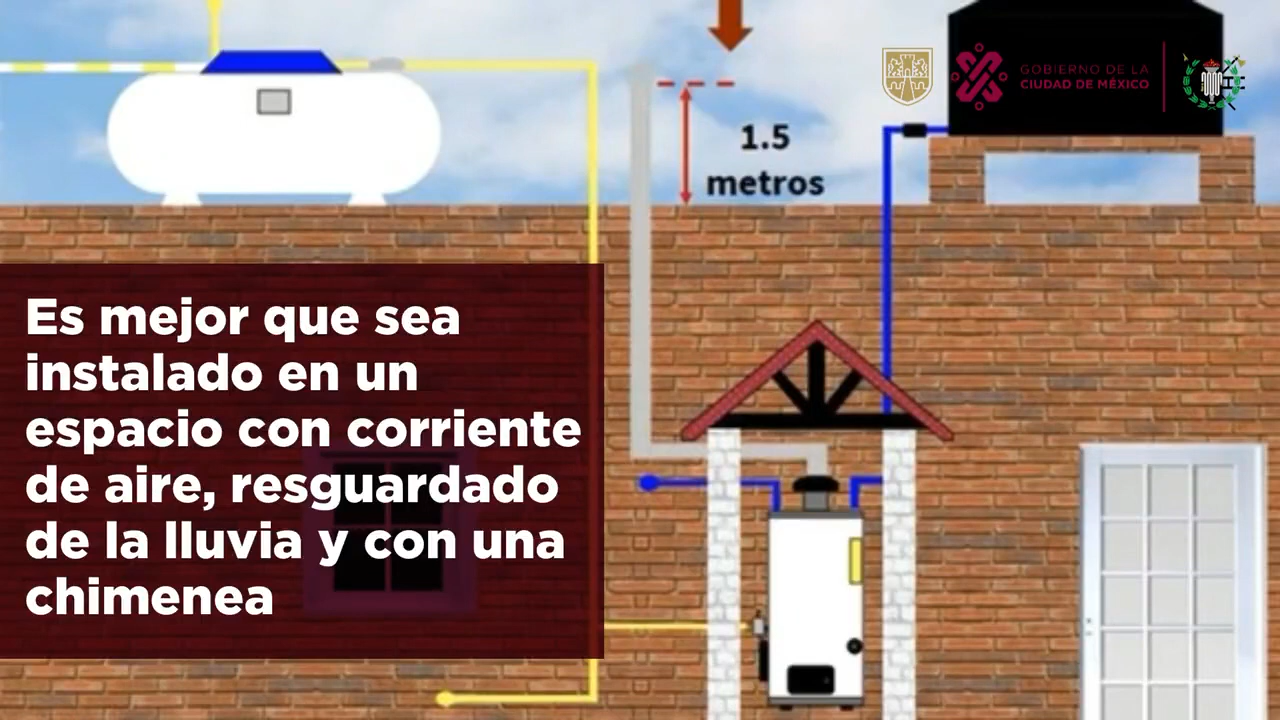 GOBIERNO DE LA
CIUDAD DE MÉXICO
1.5
metros
Es mejor que sea
instalado en un
espacio con corriente
de aire, resguardado
de la lluvia y con una
chimenea